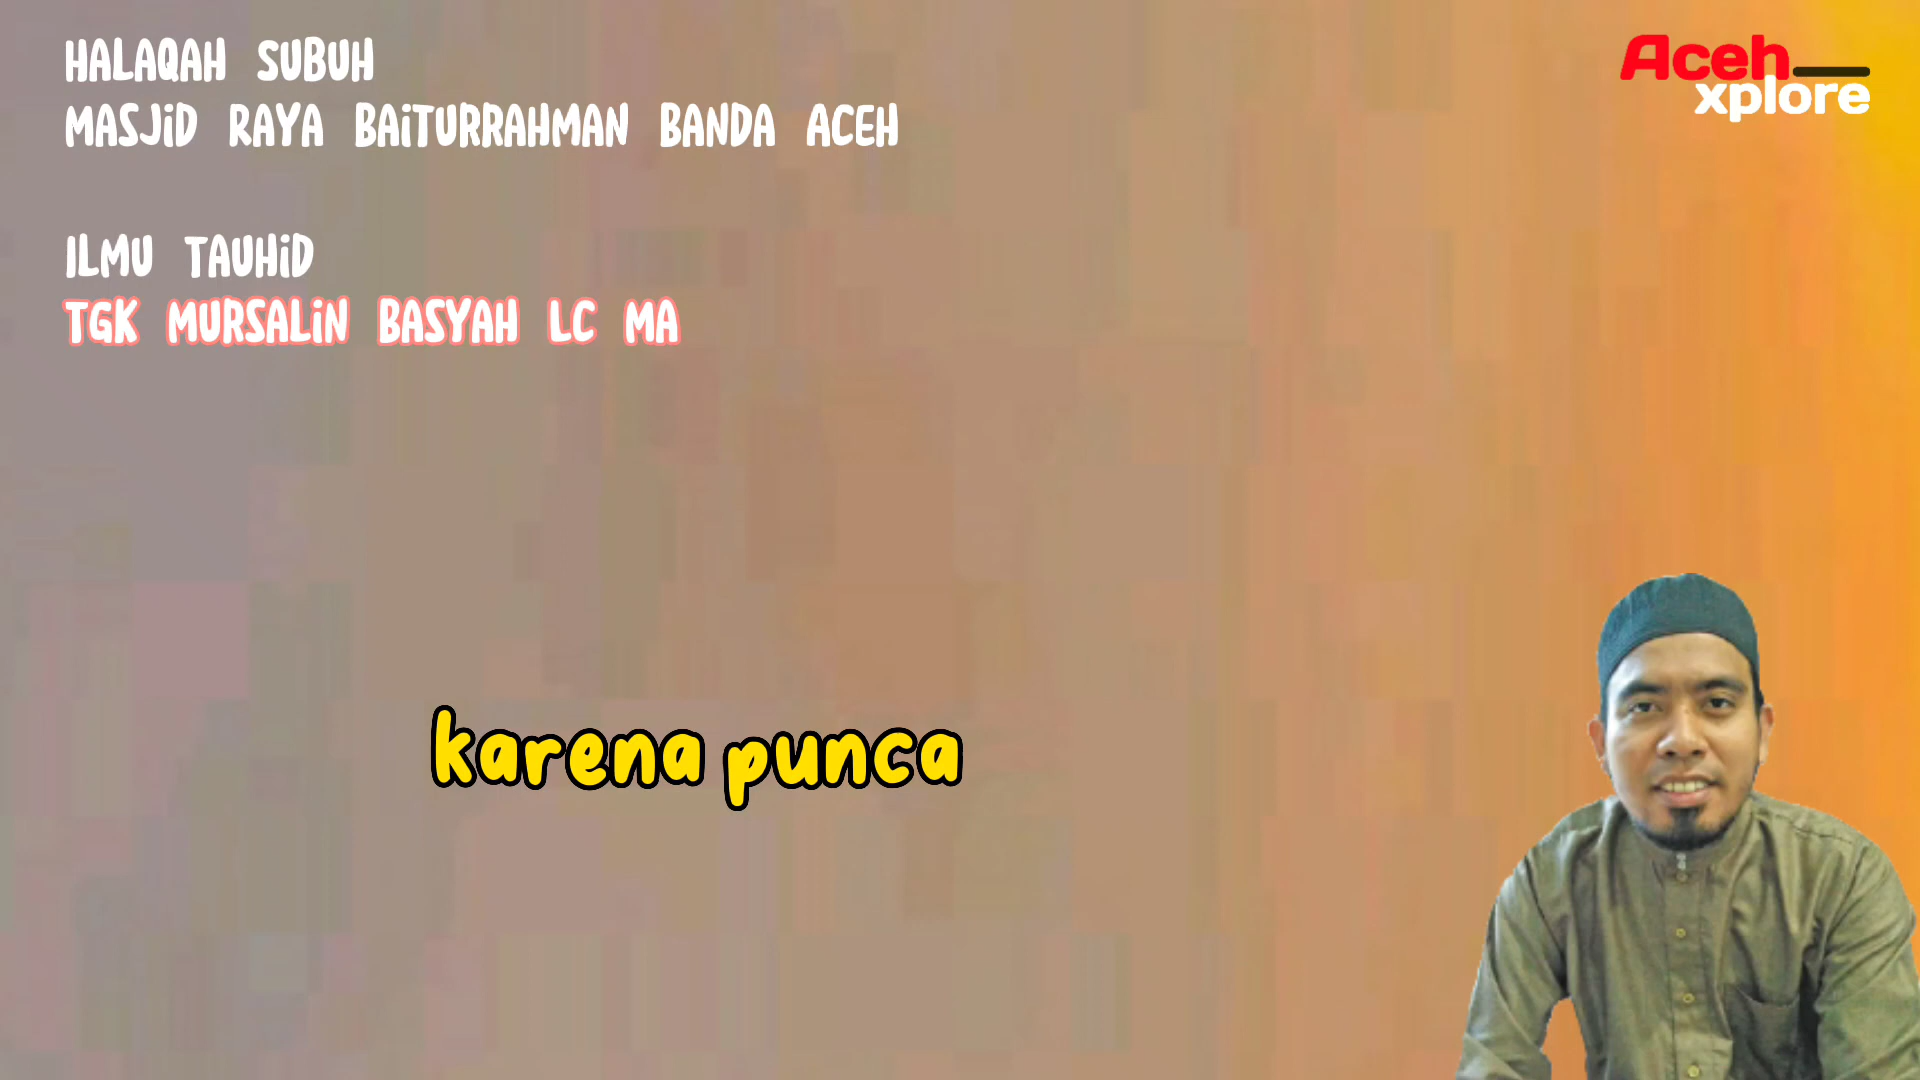 HALAQAH SUBUH
MASJiD RAYA BAiTURRAHMAN BANDA ACEH
ILMU TAUHiD
TGK MURSALiN BASYAH LC MA
Aceh
xplore
karena punca